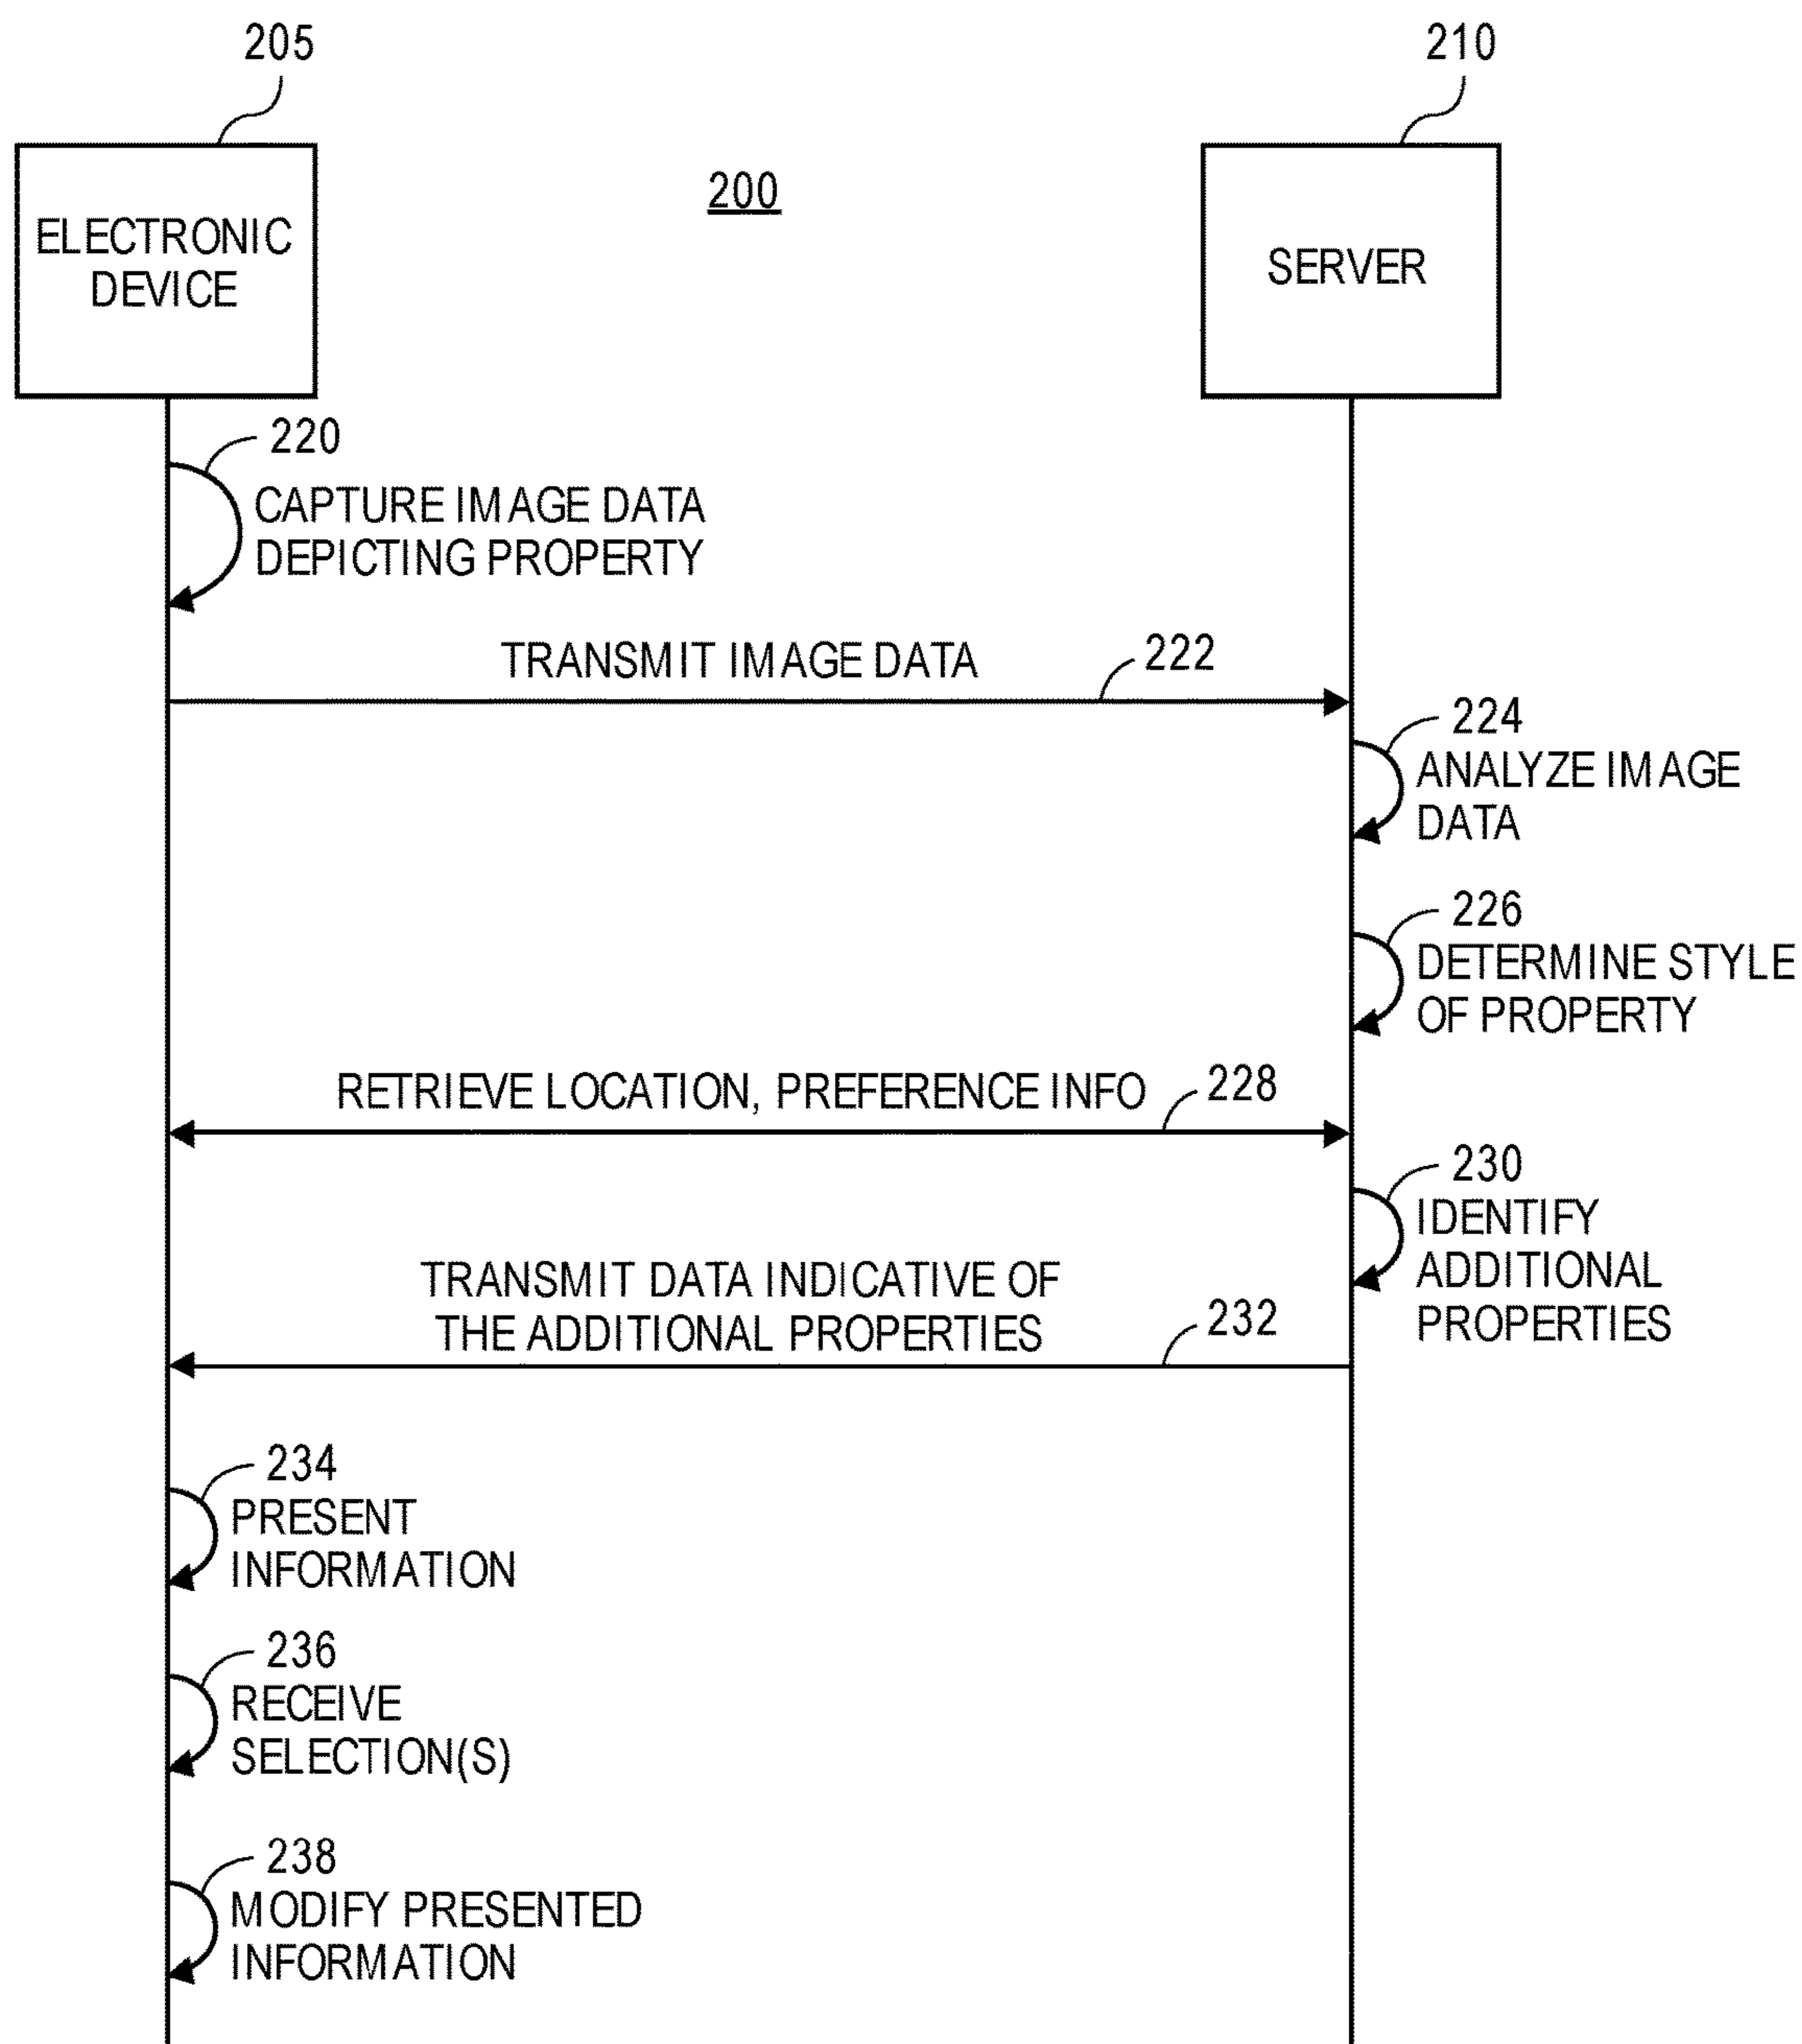 205
210
200
ELECTRONIC
DEVICE
SERVER
220
CAPTURE IMAGE DATA
DEPICTING PROPERTY
TRANSMIT IMAGE DATA
222
224
ANALYZE IMAGE
DATA
226
DETERMINE STYLE
OF PROPERTY
RETRIEVE LOCATION, PREFERENCE INFO
228
230
IDENTIFY
ADDITIONAL
PROPERTIES
TRANSMIT DATA INDICATIVE OF
THE ADDITIONAL PROPERTIES
232
234
PRESENT
INFORMATION
236
RECEIVE
SELECTION(S)
238
MODIFY PRESENTED
INFORMATION